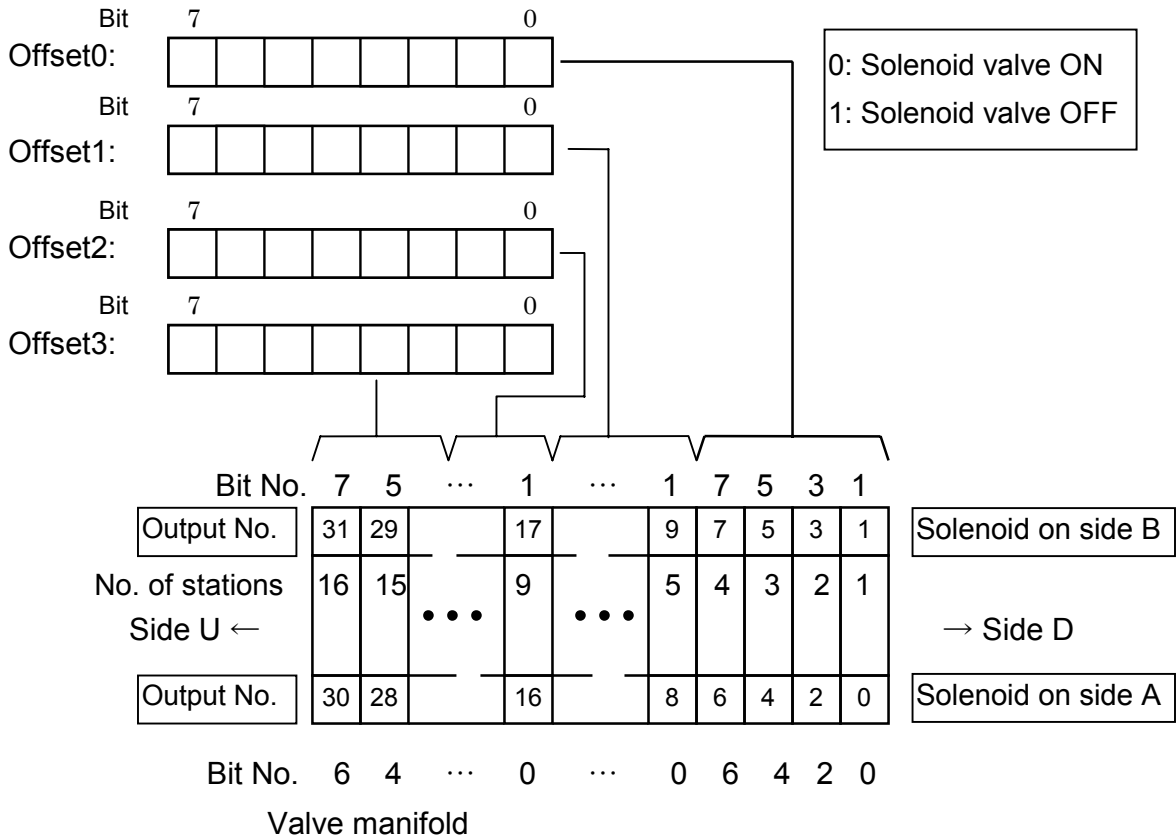 Bit 7 0
Offset0:
0: Solenoid valve ON
1: Solenoid valve OFF
Bit 7 0
Offset1:
Bit 7 0
Offset2:
Bit 7 0
Offset3:
Bit No. 7 5 ··· 1 ··· 1 7 5 3 1
Output No. 31 29 17 9 7 5 3 1 Solenoid on side B
No. of stations 16 15 ••• 9 ••• 5 4 3 2 1
Side U ← → Side D
Output No. 30 28 16 8 6 4 2 0 Solenoid on side A
Bit No. 6 4 ··· 0 ··· 0 6 4 2 0
Valve manifold